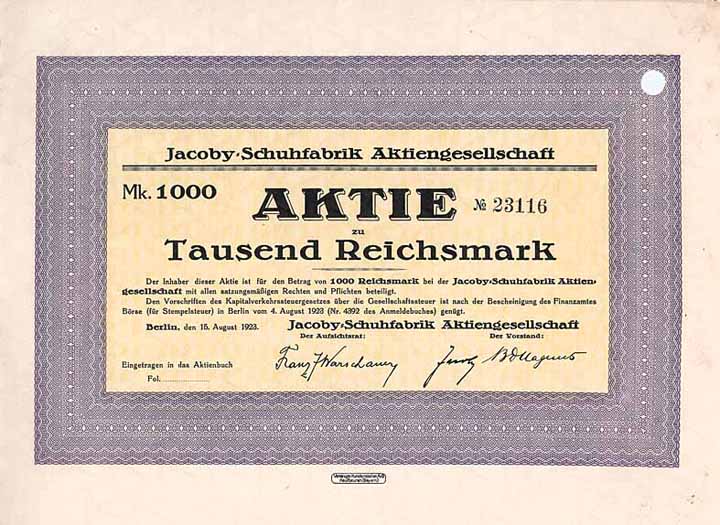 Jacoby-Schuhfabrik Aktiengesellschaft
Mk. 1000 AKTIE № 23116
zu
Tausend Reichsmark
Der Inhaber dieser Aktie ist für den Betrag von 1000 Reichsmark bei der Jacoby-Schuhfabrik Aktien-
gesellschaft mit allen satzungsmäßigen Rechten und Pflichten beteiligt.
Den Vorschriften des Kapitalverkehrssteuergesetzes über die Gesellschaftssteuer ist nach der Bescheinigung des Finanzamtes
Börse (für Stempelsteuer) in Berlin vom 4. August 1923 (Nr. 4392 des Anmeldebuches) genügt.
Berlin, den 15. August 1923. Jacoby-Schuhfabrik Aktiengesellschaft
Der Aufsichtsrat: Der Vorstand:
Eingetragen in das Aktienbuch Franz Warschauer Jacoby
Fol.